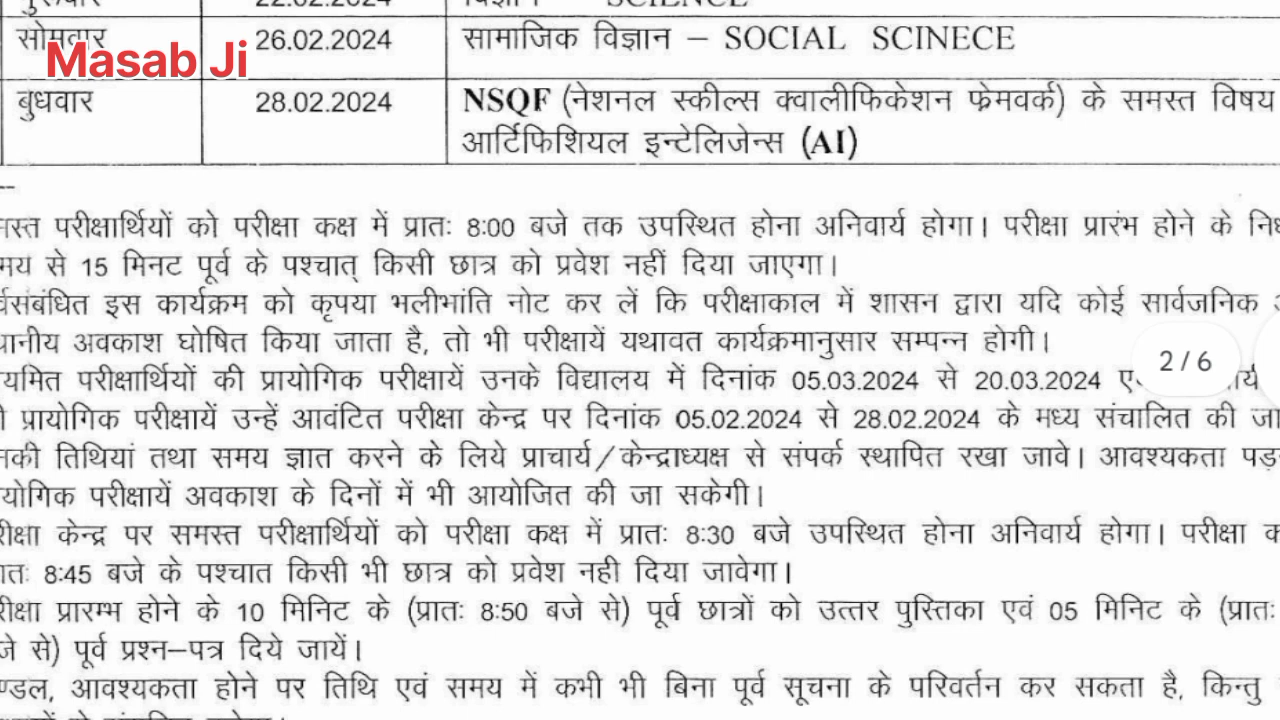 22.02.2024
सोमवार 26.02.2024 सामाजिक विज्ञान – SOCIAL SCINECE
Masab Ji
बुधवार 28.02.2024 NSQF (नेशनल स्कील्स क्वालीफिकेशन फ्रेमवर्क) के समस्त विषय
आर्टिफिशियल इन्टेलिजेन्स (AI)
परीक्षार्थियों को परीक्षा कक्ष में प्रातः 8:00 बजे तक उपस्थित होना अनिवार्य होगा। परीक्षा प्रारंभ होने के
से 15 मिनट पूर्व के पश्चात् किसी छात्र को प्रवेश नहीं दिया जाएगा।
इस कार्यक्रम को कृपया भलीभांति नोट कर लें कि परीक्षाकाल में शासन द्वारा यदि कोई सार्वजनिक
अवकाश घोषित किया जाता है, तो भी परीक्षायें यथावत कार्यक्रमानुसार सम्पन्न होगी।
2 / 6
परीक्षार्थियों की प्रायोगिक परीक्षायें उनके विद्यालय में दिनांक 05.03.2024 से 20.03.2024
प्रायोगिक परीक्षायें उन्हें आवंटित परीक्षा केन्द्र पर दिनांक 05.02.2024 से 28.02.2024 के मध्य संचालित की
तिथियां तथा समय ज्ञात करने के लिये प्राचार्य/केन्द्राध्यक्ष से संपर्क स्थापित रखा जावे। आवश्यकता
परीक्षायें अवकाश के दिनों में भी आयोजित की जा सकेगी।
केन्द्र पर समस्त परीक्षार्थियों को परीक्षा कक्ष में प्रातः 8:30 बजे उपस्थित होना अनिवार्य होगा। परीक्षा
8:45 बजे के पश्चात किसी भी छात्र को प्रवेश नही दिया जावेगा।
प्रारम्भ होने के 10 मिनिट के (प्रातः 8:50 बजे से) पूर्व छात्रों को उत्तर पुस्तिका एवं 05 मिनिट के (प्रातः
से) पूर्व प्रश्न–पत्र दिये जायें।
आवश्यकता होने पर तिथि एवं समय में कभी भी बिना पूर्व सूचना के परिवर्तन कर सकता है, किन्तु